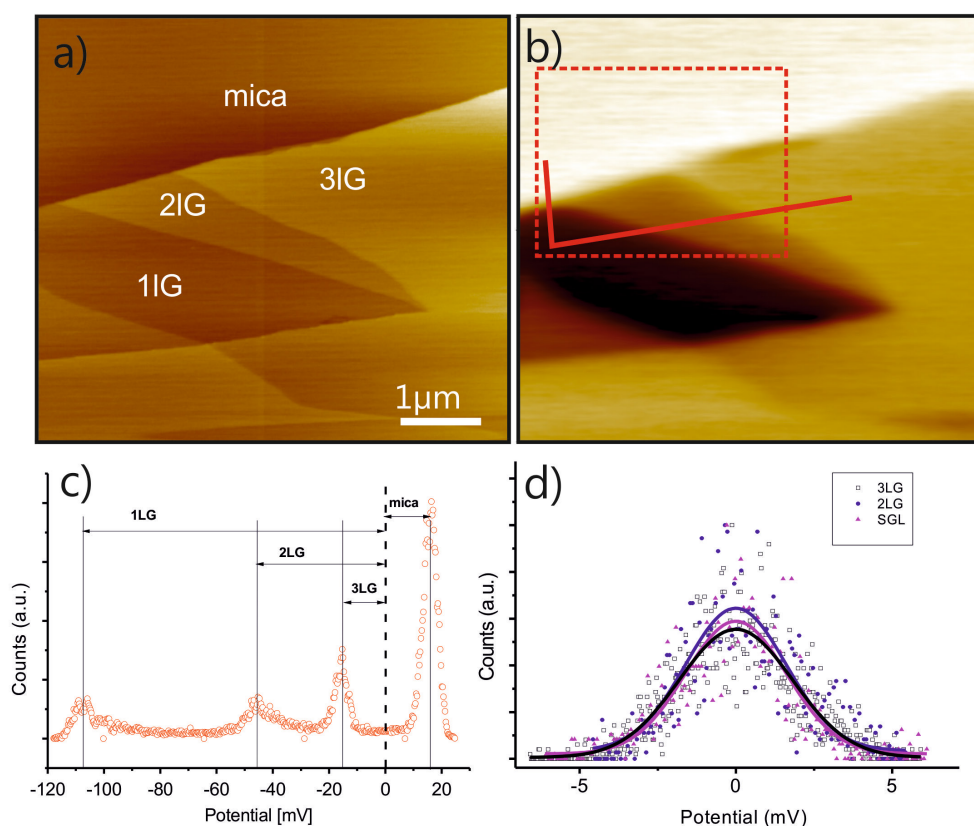 a)
mica
3lG
2lG
1lG
1µm
b)
c)
mica
1LG
2LG
3LG
Counts (a.u.)
-120 -100 -80 -60 -40 -20 0 20
Potential [mV]
d)
3LG
2LG
SGL
Counts (a.u.)
-5 0 5
Potential (mV)